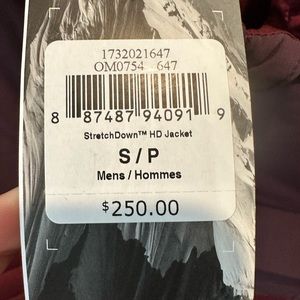 1732021647
OM0754 647
8 87487 94091 9
StretchDown™ HD Jacket
S / P
Mens / Hommes
$250.00